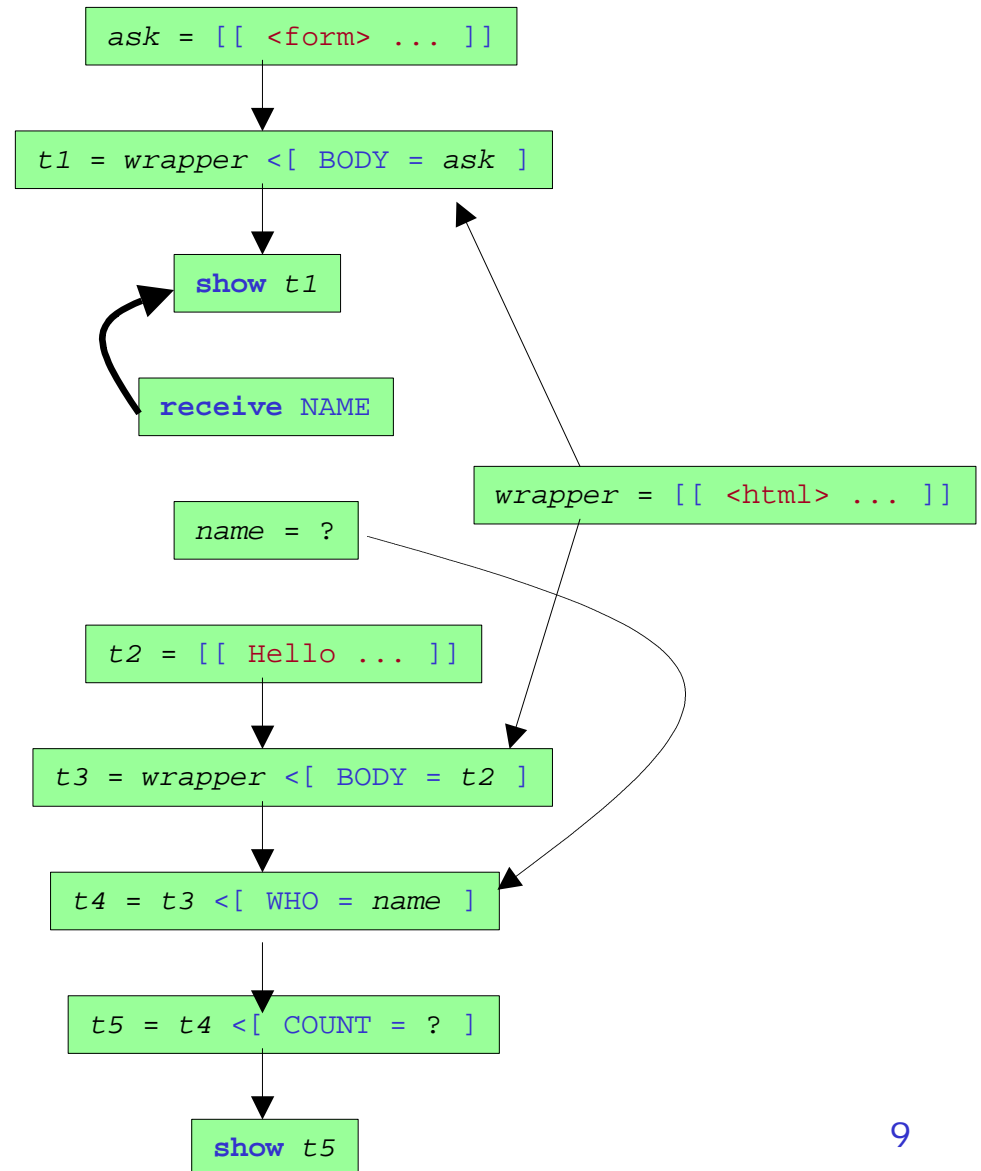 ask = [[ <form> ... ]]
t1 = wrapper <[ BODY = ask ]
show t1
receive NAME
wrapper = [[ <html> ... ]]
name = ?
t2 = [[ Hello ... ]]
t3 = wrapper <[ BODY = t2 ]
t4 = t3 <[ WHO = name ]
t5 = t4 <[ COUNT = ? ]
show t5
9